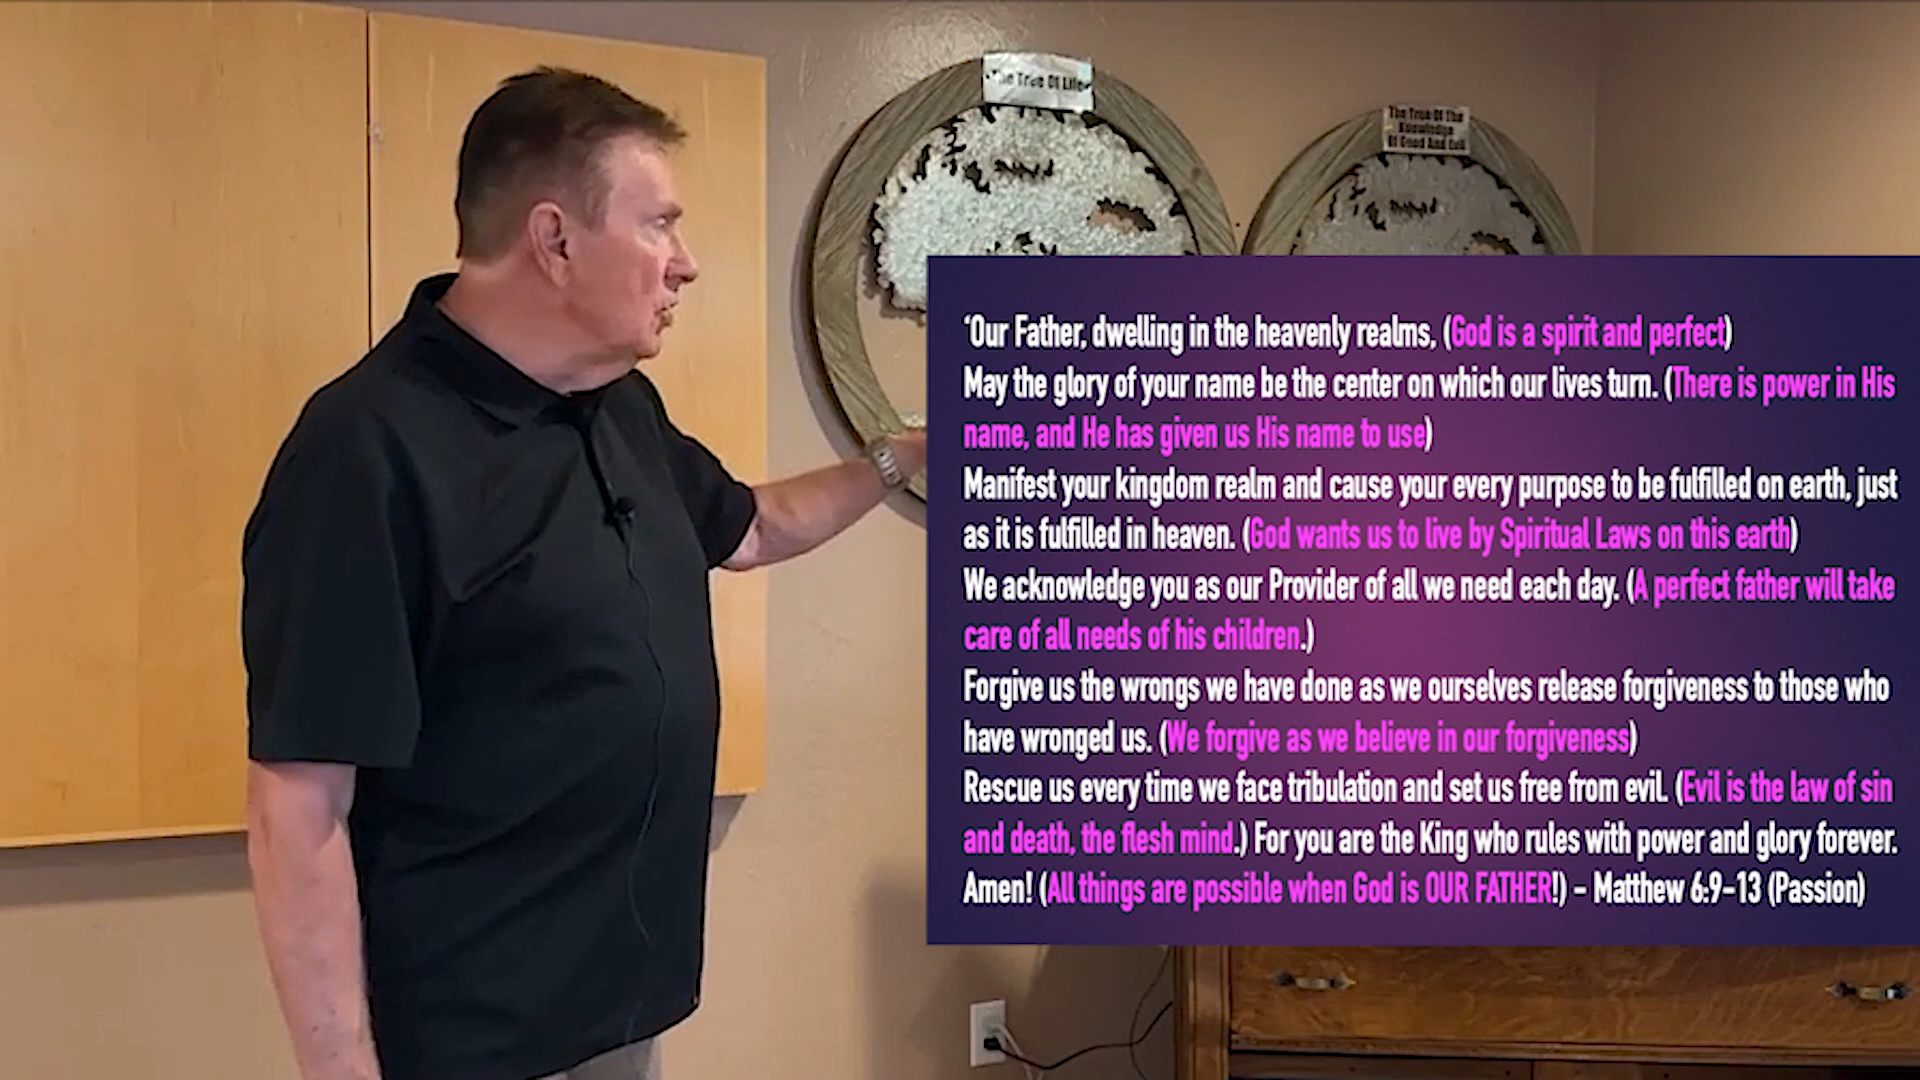 The Tree Of Life
The Tree Of The
Knowledge
Of Good And Evil
‘Our Father, dwelling in the heavenly realms, (God is a spirit and perfect)
May the glory of your name be the center on which our lives turn. (There is power in His
name, and He has given us His name to use)
Manifest your kingdom realm and cause your every purpose to be fulfilled on earth, just
as it is fulfilled in heaven. (God wants us to live by Spiritual Laws on this earth)
We acknowledge you as our Provider of all we need each day. (A perfect father will take
care of all needs of his children.)
Forgive us the wrongs we have done as we ourselves release forgiveness to those who
have wronged us. (We forgive as we believe in our forgiveness)
Rescue us every time we face tribulation and set us free from evil. (Evil is the law of sin
and death, the flesh mind.) For you are the King who rules with power and glory forever.
Amen! (All things are possible when God is OUR FATHER!) – Matthew 6:9–13 (Passion)